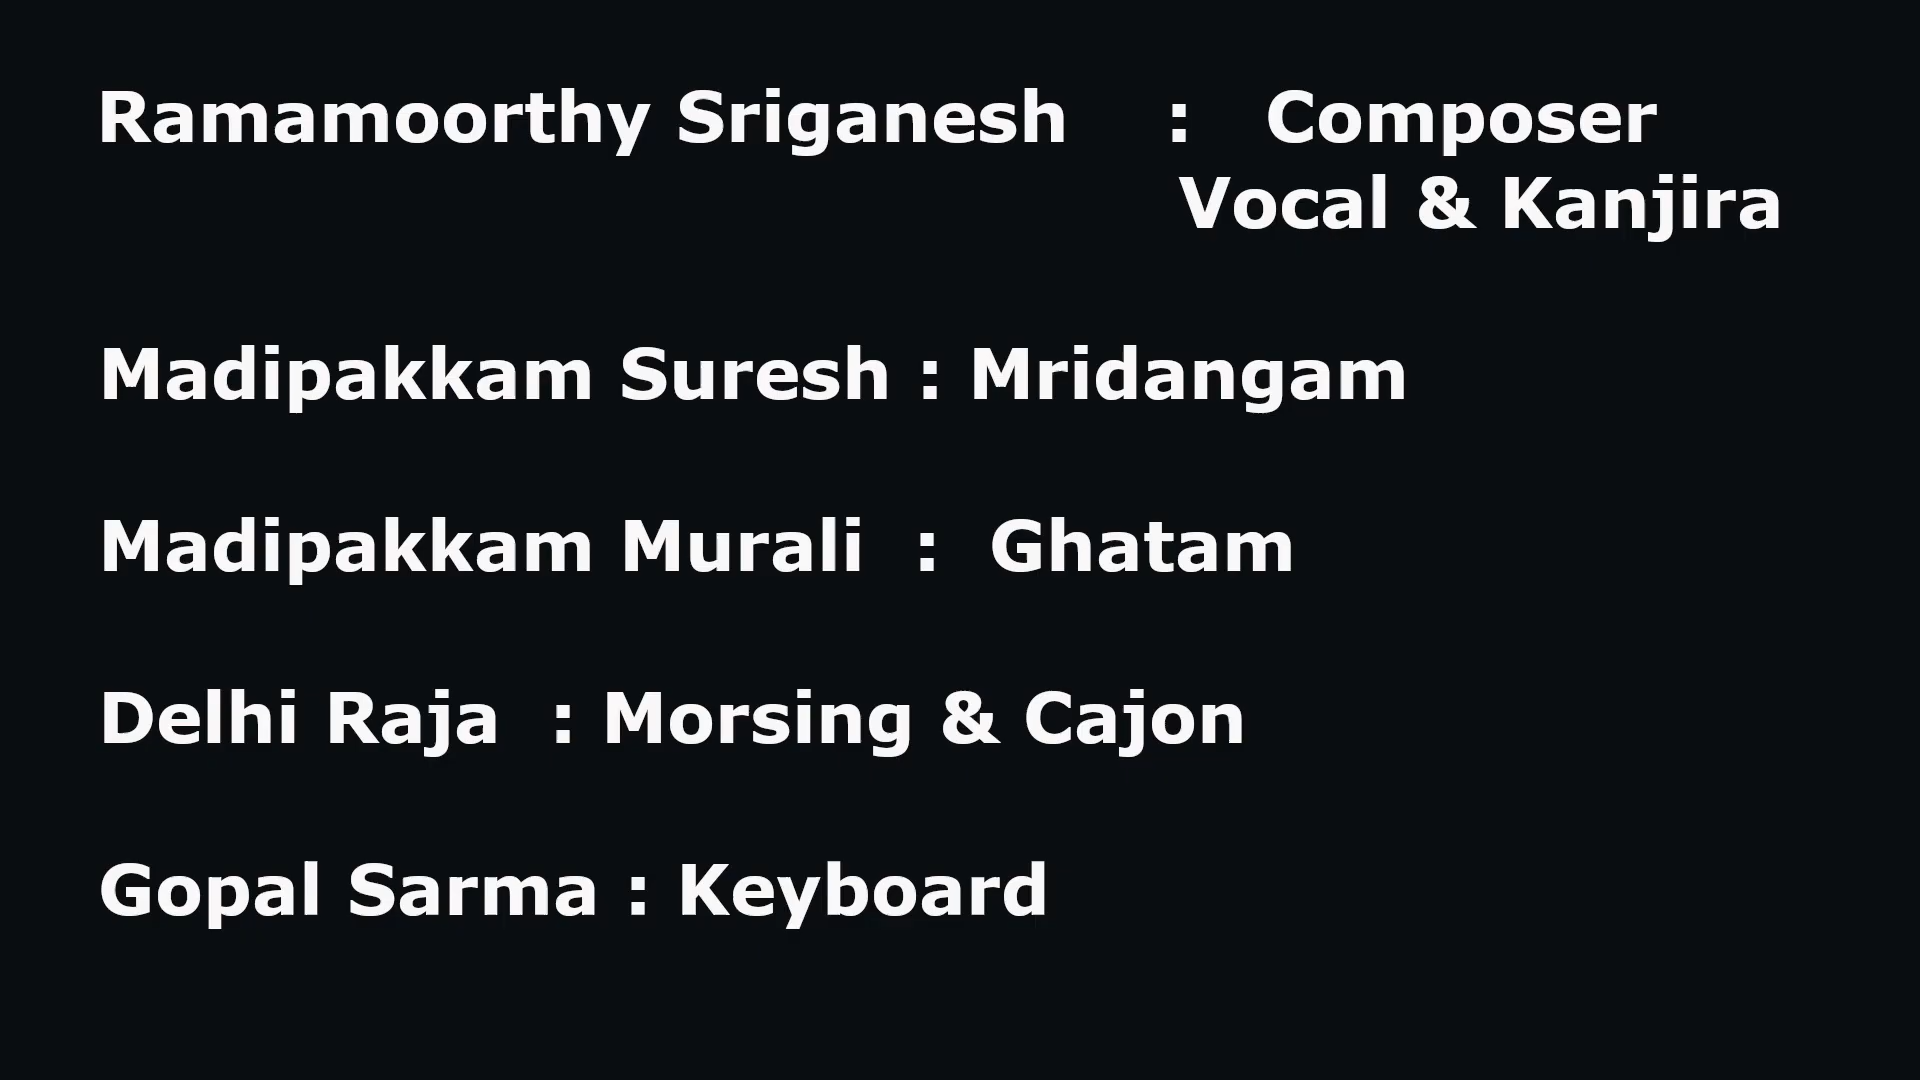 Ramamoorthy Sriganesh : Composer
Vocal & Kanjira
Madipakkam Suresh : Mridangam
Madipakkam Murali : Ghatam
Delhi Raja : Morsing & Cajon
Gopal Sarma : Keyboard